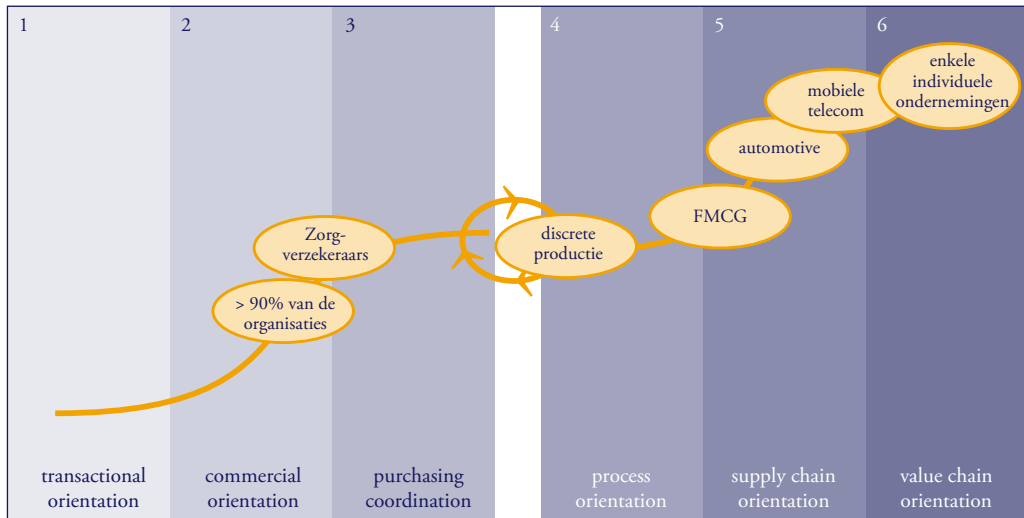 1
2
3
4
5
6
enkele
individuele
ondernemingen
mobiele
telecom
automotive
FMCG
discrete
productie
Zorg-
verzekeraars
> 90% van de
organisaties
transactional
orientation
commercial
orientation
purchasing
coordination
process
orientation
supply chain
orientation
value chain
orientation